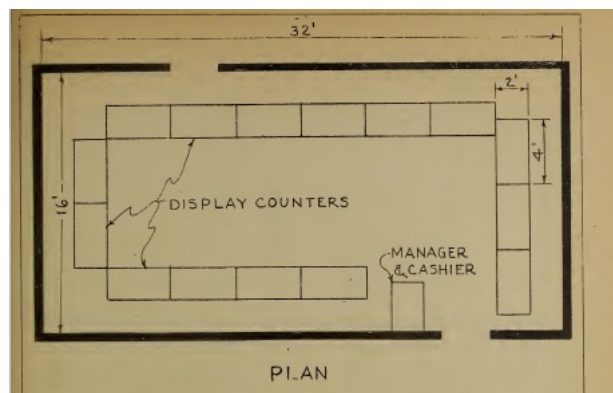 32'
2'
4'
16'
DISPLAY COUNTERS
MANAGER
& CASHIER
PLAN